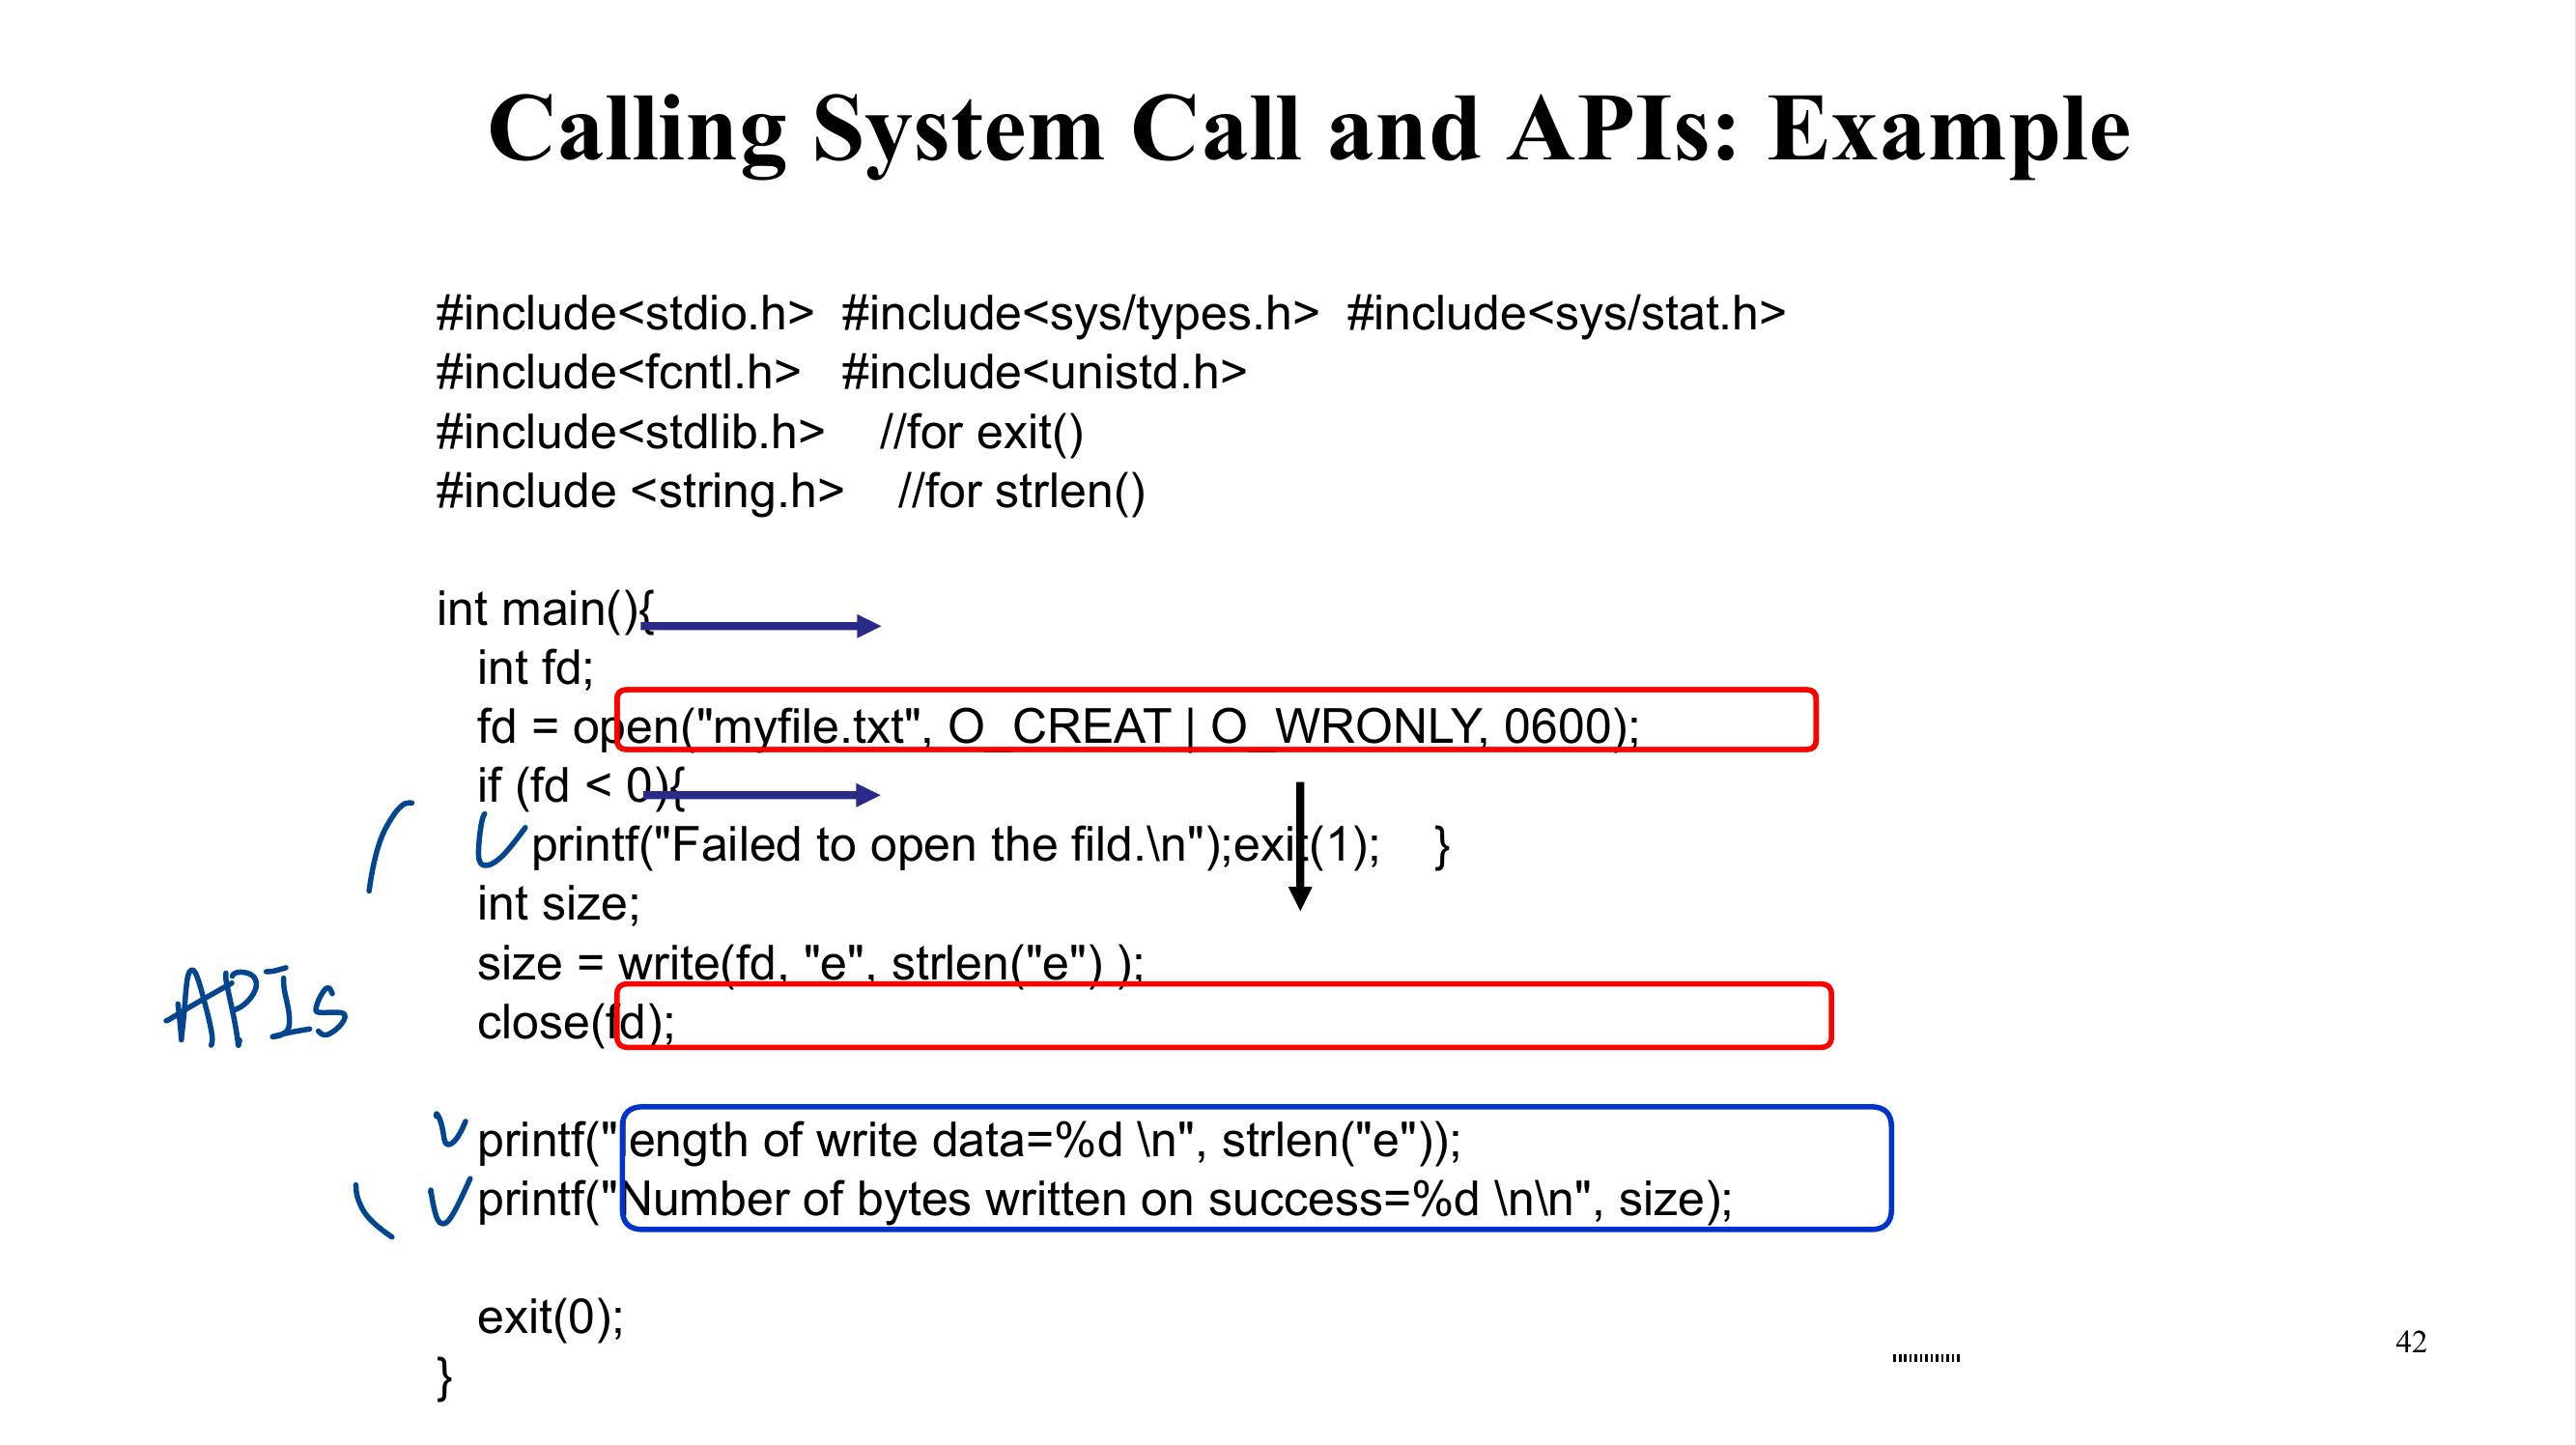 Calling System Call and APIs: Example
#include<stdio.h>  #include<sys/types.h>  #include<sys/stat.h>
#include<fcntl.h>   #include<unistd.h>
#include<stdlib.h>    //for exit()
#include <string.h>    //for strlen()
int main(){
int fd;
fd = open("myfile.txt", O_CREAT | O_WRONLY, 0600);
if (fd < 0){
printf("Failed to open the fild.\n");exit(1);    }
int size;
size = write(fd, "e", strlen("e") );
APIs
close(fd);
printf("length of write data=%d \n", strlen("e"));
printf("Number of bytes written on success=%d \n\n", size);
exit(0);
}
42